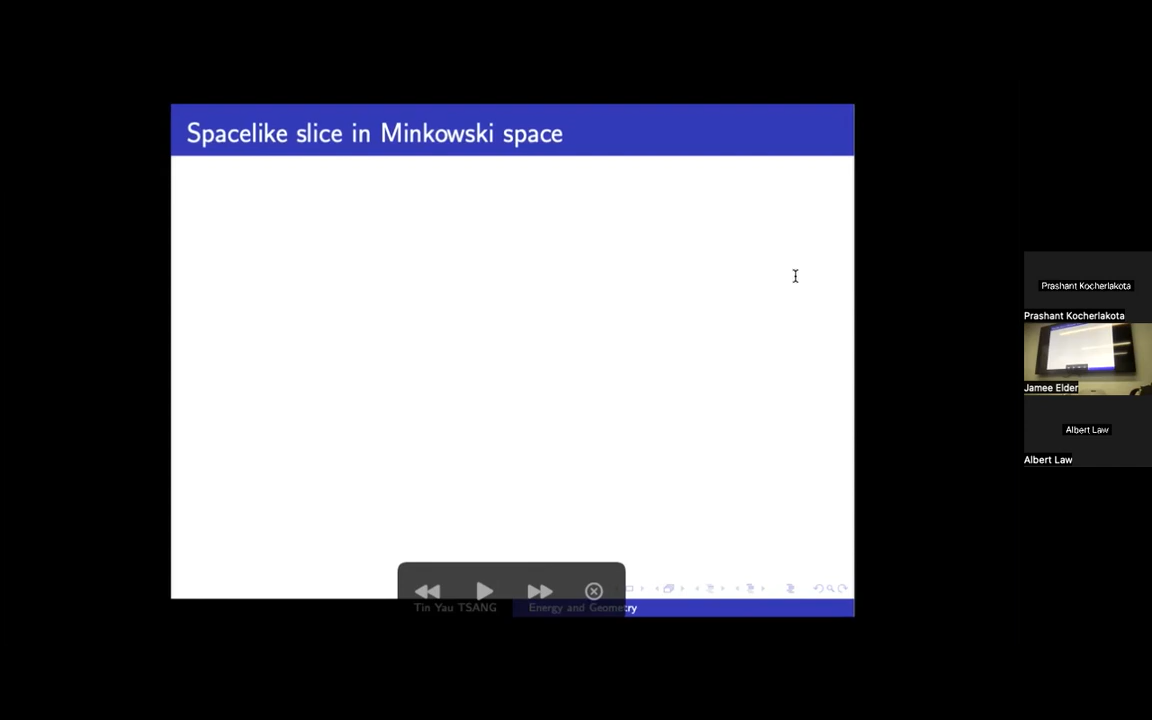 Spacelike slice in Minkowski space
Prashant Kocherlakota
Prashant Kocherlakota
Jamee Elder
Albert Law
Albert Law
Tin Yau TSANG
Energy and Geometry